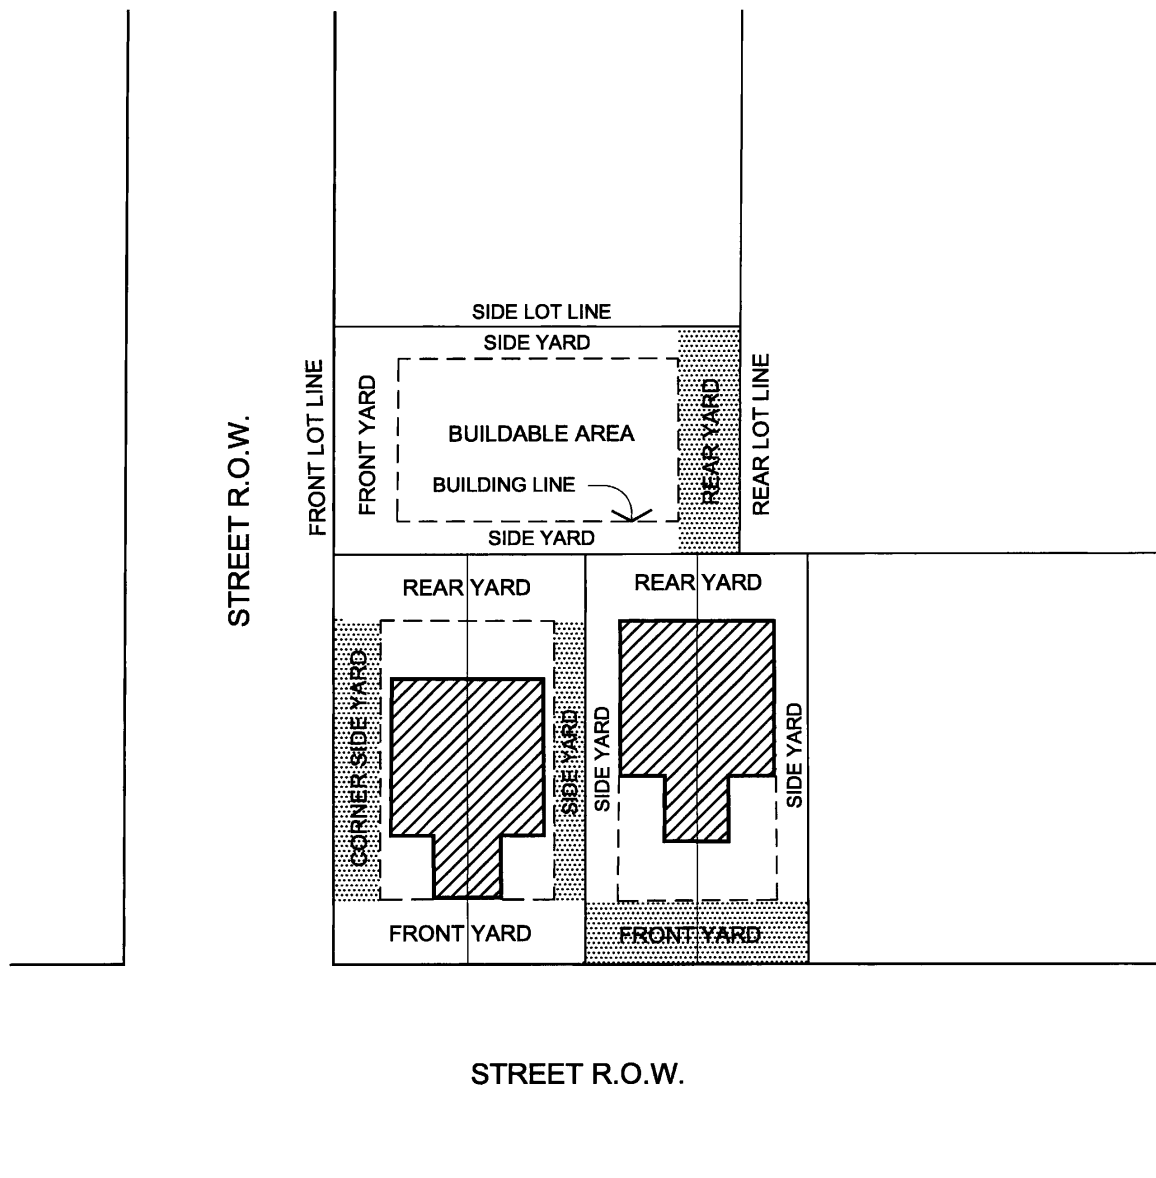 SIDE LOT LINE
SIDE YARD
FRONT LOT LINE
FRONT YARD
BUILDABLE AREA
BUILDING LINE
REAR YARD
REAR LOT LINE
SIDE YARD
STREET R.O.W.
REAR YARD
REAR YARD
CORNER SIDE YARD
SIDE YARD
SIDE YARD
SIDE YARD
FRONT YARD
FRONT YARD
STREET R.O.W.